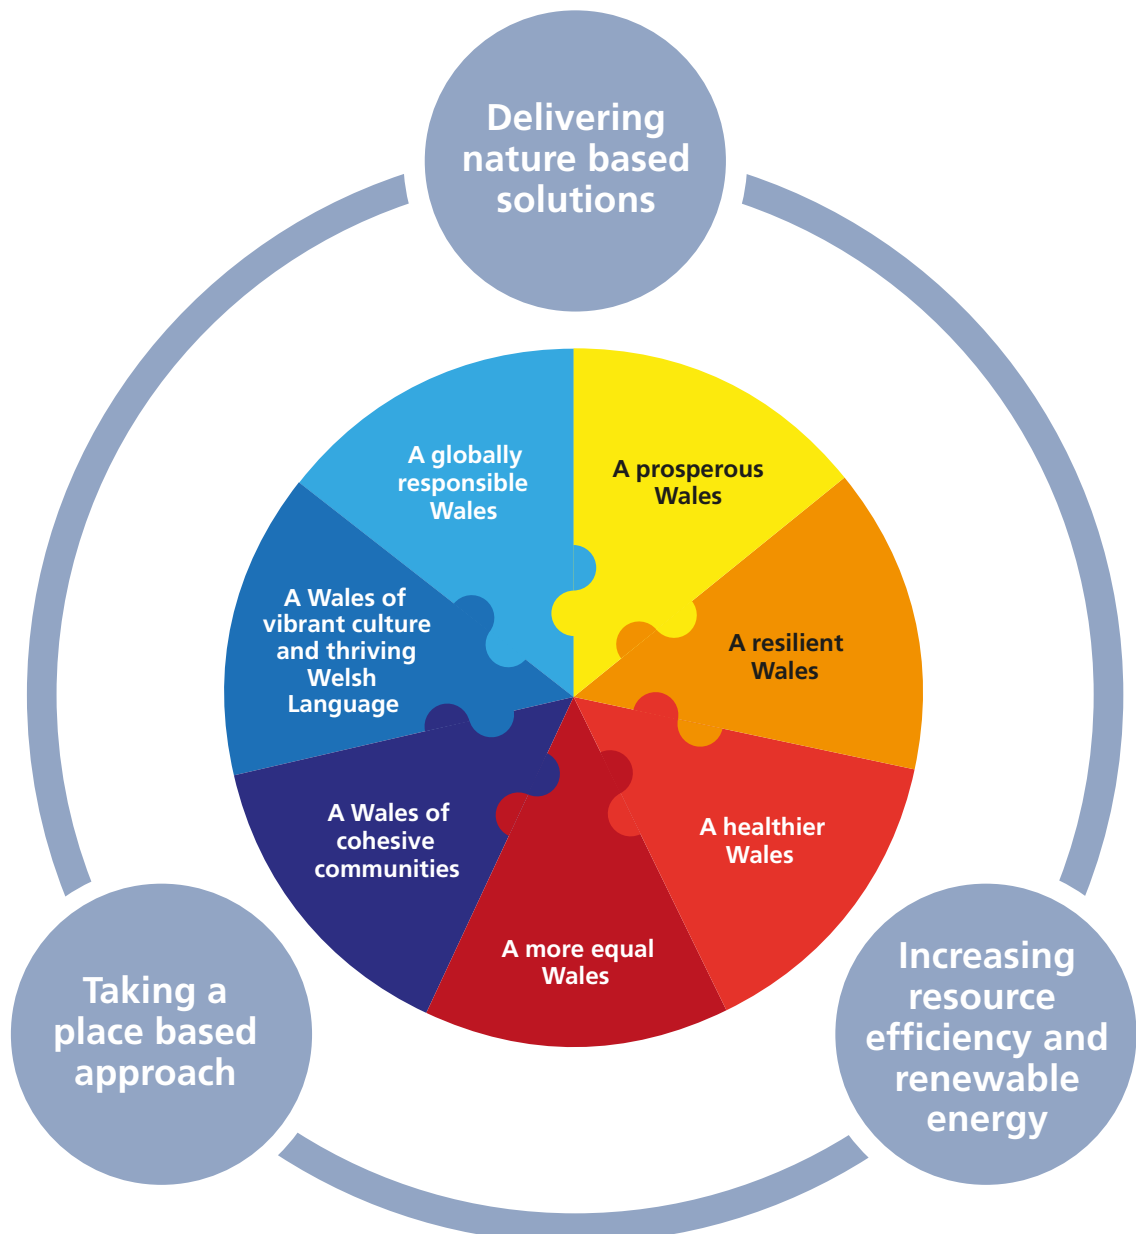 Delivering
nature based
solutions
A globally
responsible
Wales
A prosperous
Wales
A Wales of
vibrant culture
and thriving
Welsh
Language
A resilient
Wales
A Wales of
cohesive
communities
A healthier
Wales
A more equal
Wales
Taking a
place based
approach
Increasing
resource
efficiency and
renewable
energy